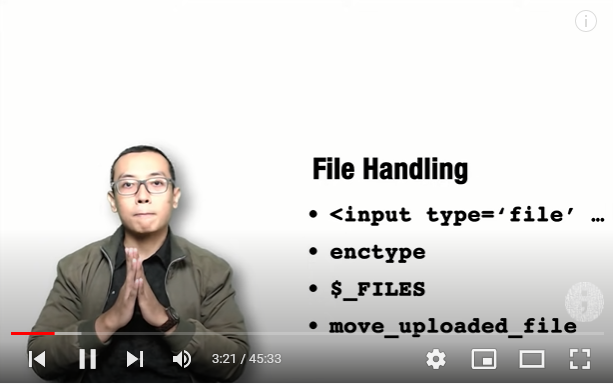 File Handling
• <input type=‘file’ …
• enctype
• $_FILES
• move_uploaded_file
3:21 / 45:33